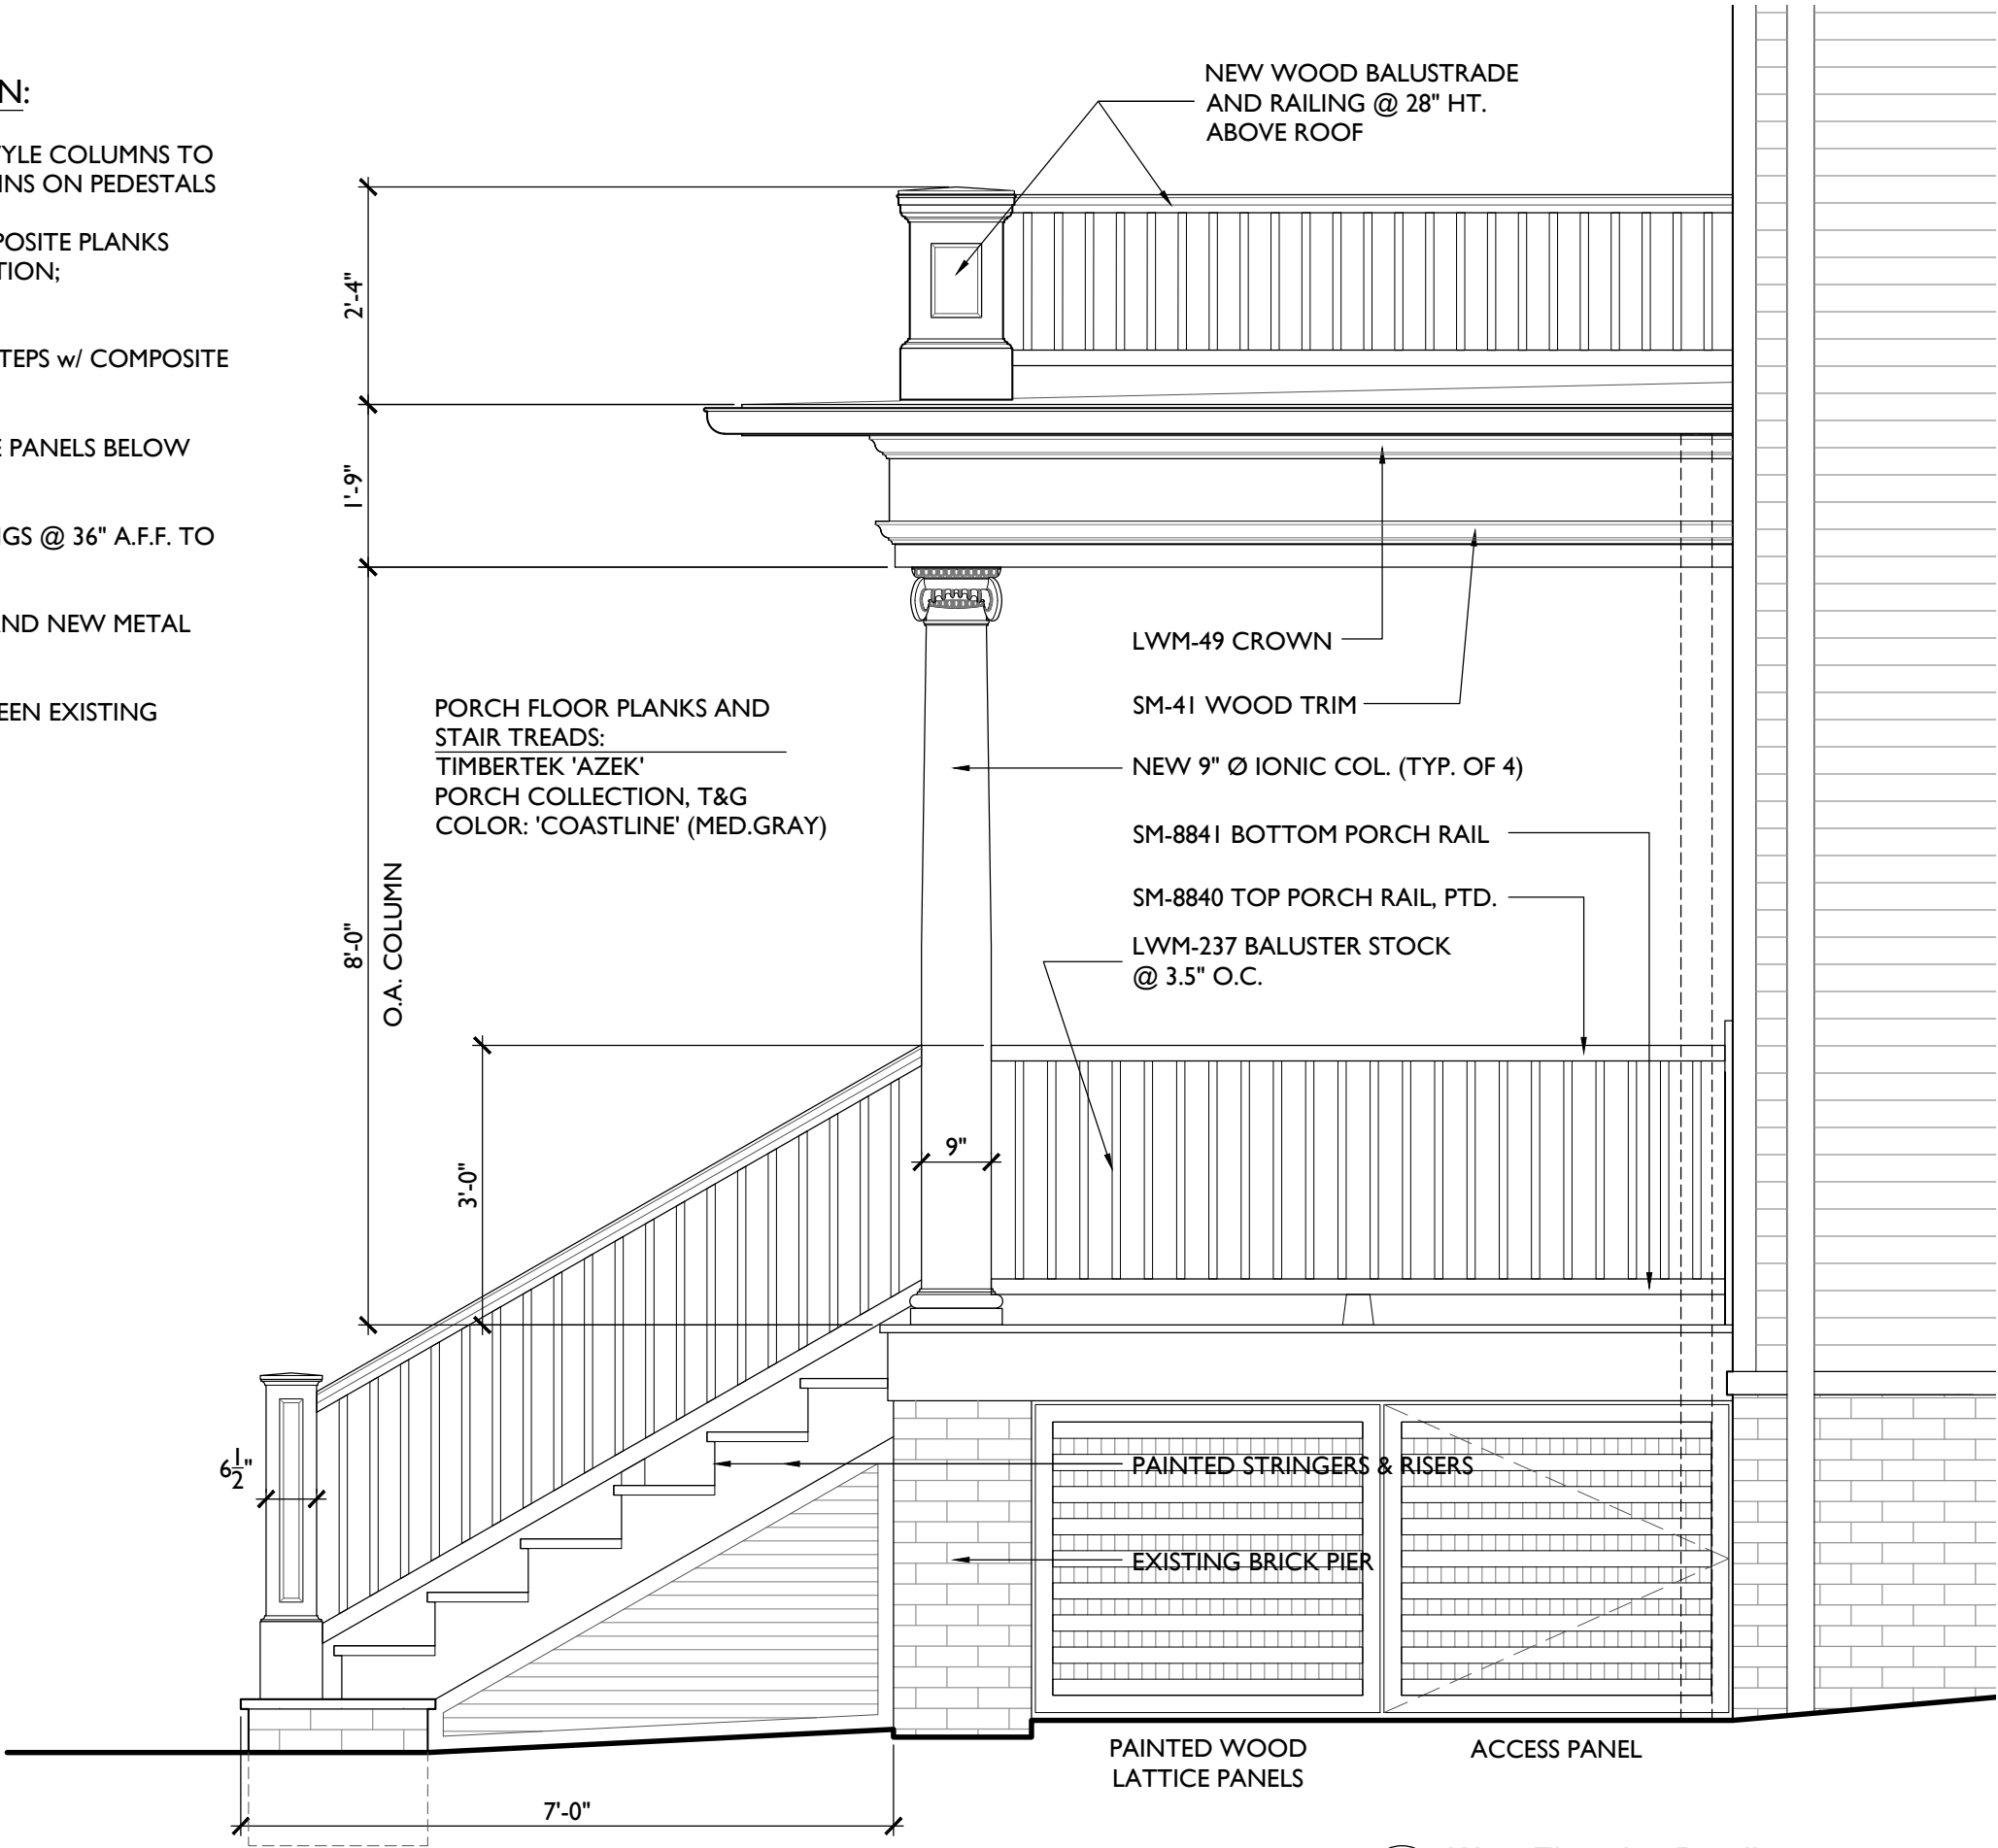 N:
YLE COLUMNS TO
INS ON PEDESTALS
POSITE PLANKS
TION;
TEPS w/ COMPOSITE
E PANELS BELOW
NGS @ 36" A.F.F. TO
AND NEW METAL
EEN EXISTING
NEW WOOD BALUSTRADE
AND RAILING @ 28" HT.
ABOVE ROOF
2'-4"
1'-9"
8'-0"
O.A. COLUMN
PORCH FLOOR PLANKS AND
STAIR TREADS:
TIMBERTEK 'AZEK'
PORCH COLLECTION, T&G
COLOR: 'COASTLINE' (MED.GRAY)
LWM-49 CROWN
SM-41 WOOD TRIM
NEW 9" Ø IONIC COL. (TYP. OF 4)
SM-8841 BOTTOM PORCH RAIL
SM-8840 TOP PORCH RAIL, PTD.
LWM-237 BALUSTER STOCK
@ 3.5" O.C.
3'-0"
9"
6 1/2"
PAINTED STRINGERS & RISERS
EXISTING BRICK PIER
PAINTED WOOD
LATTICE PANELS
ACCESS PANEL
7'-0"